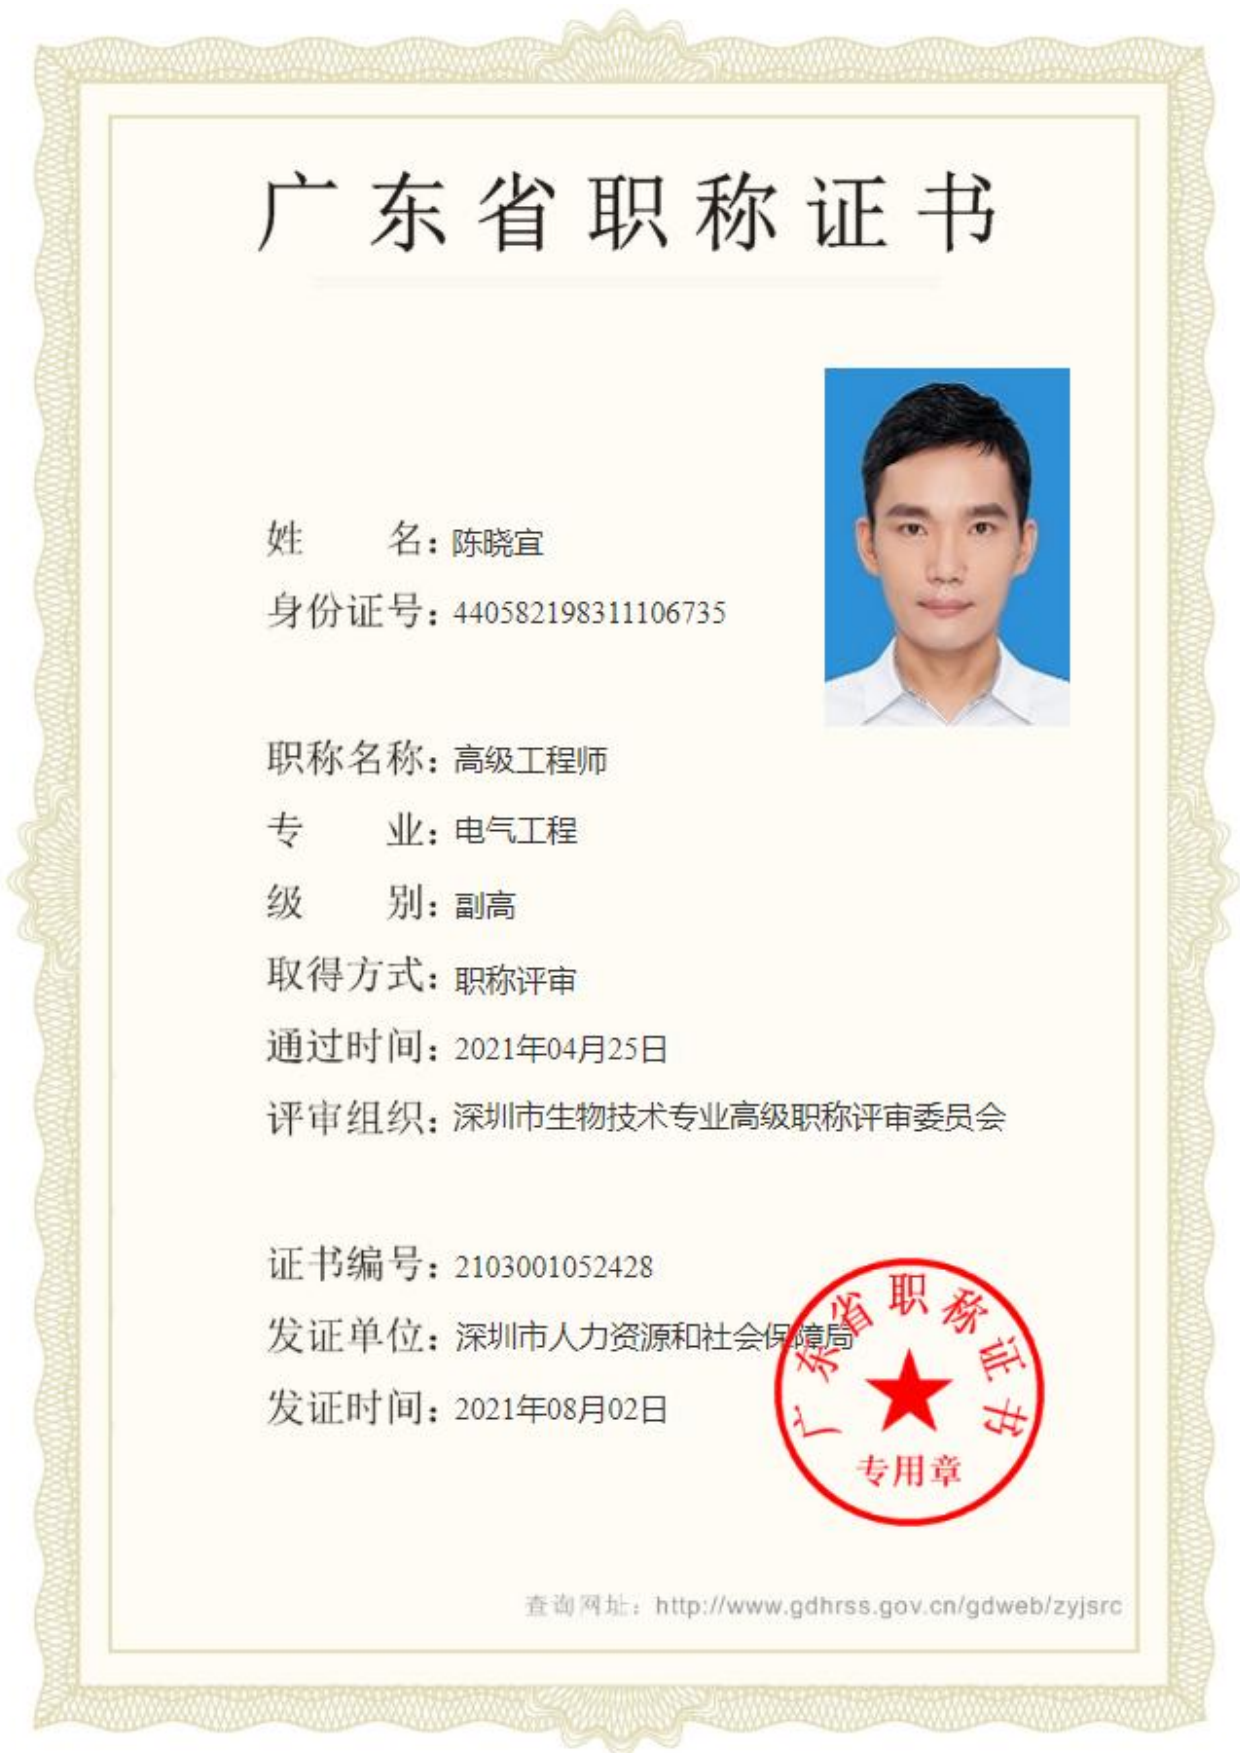 广东省职称证书
姓 名：陈晓宜
身份证号：440582198311106735
职称名称：高级工程师
专 业：电气工程
级 别：副高
取得方式：职称评审
通过时间：2021年04月25日
评审组织：深圳市生物技术专业高级职称评审委员会
证书编号：2103001052428
发证单位：深圳市人力资源和社会保障局
发证时间：2021年08月02日
广东省职称证书
专用章
查询网址：http://www.gdhrss.gov.cn/gdweb/zyjsrc